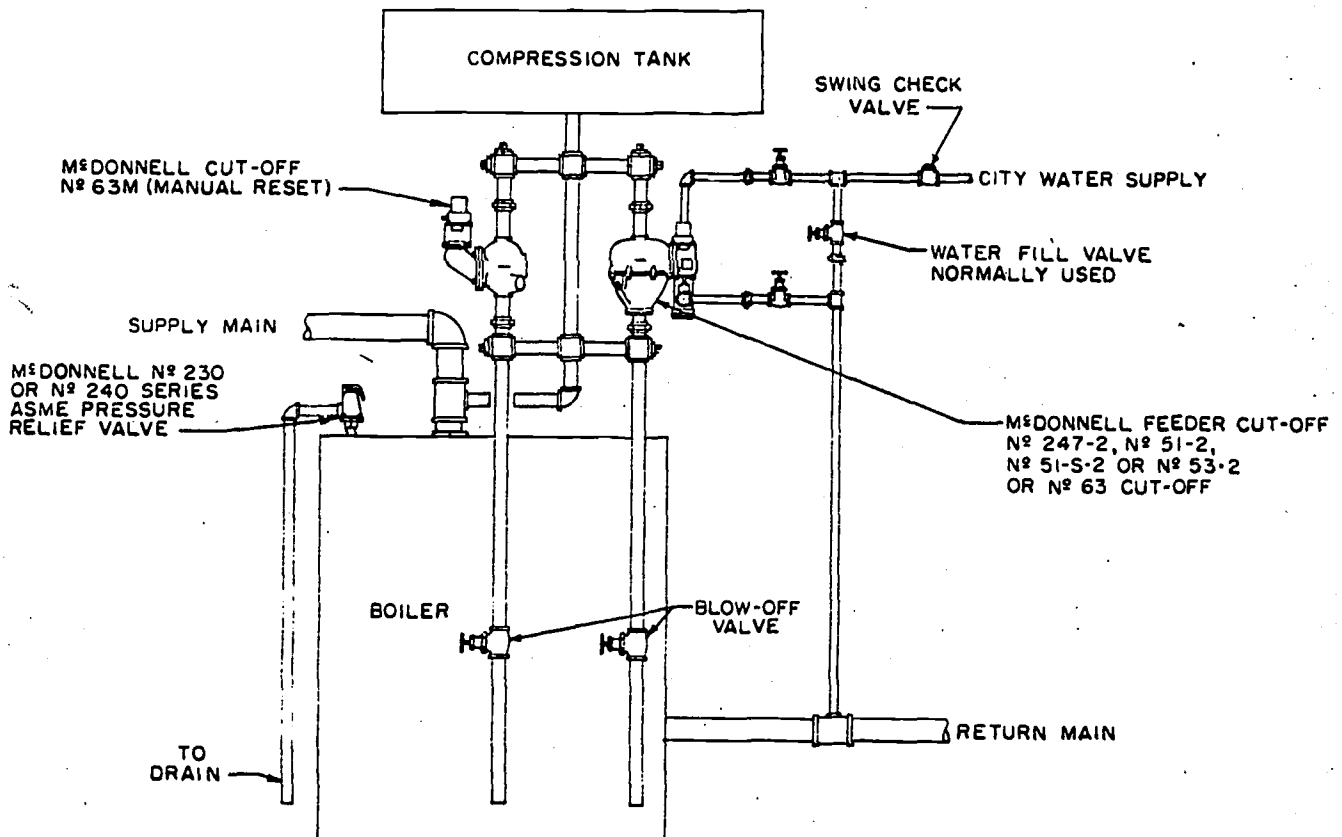 COMPRESSION TANK
SWING CHECK
VALVE
MCDONNELL CUT-OFF
Nº 63M (MANUAL RESET)
CITY WATER SUPPLY
WATER FILL VALVE
NORMALLY USED
SUPPLY MAIN
MCDONNELL Nº 230
OR Nº 240 SERIES
ASME PRESSURE
RELIEF VALVE
MCDONNELL FEEDER CUT-OFF
Nº 247-2, Nº 51-2,
Nº 51-S-2 OR Nº 53-2
OR Nº 63 CUT-OFF
BOILER
BLOW-OFF
VALVE
RETURN MAIN
TO
DRAIN